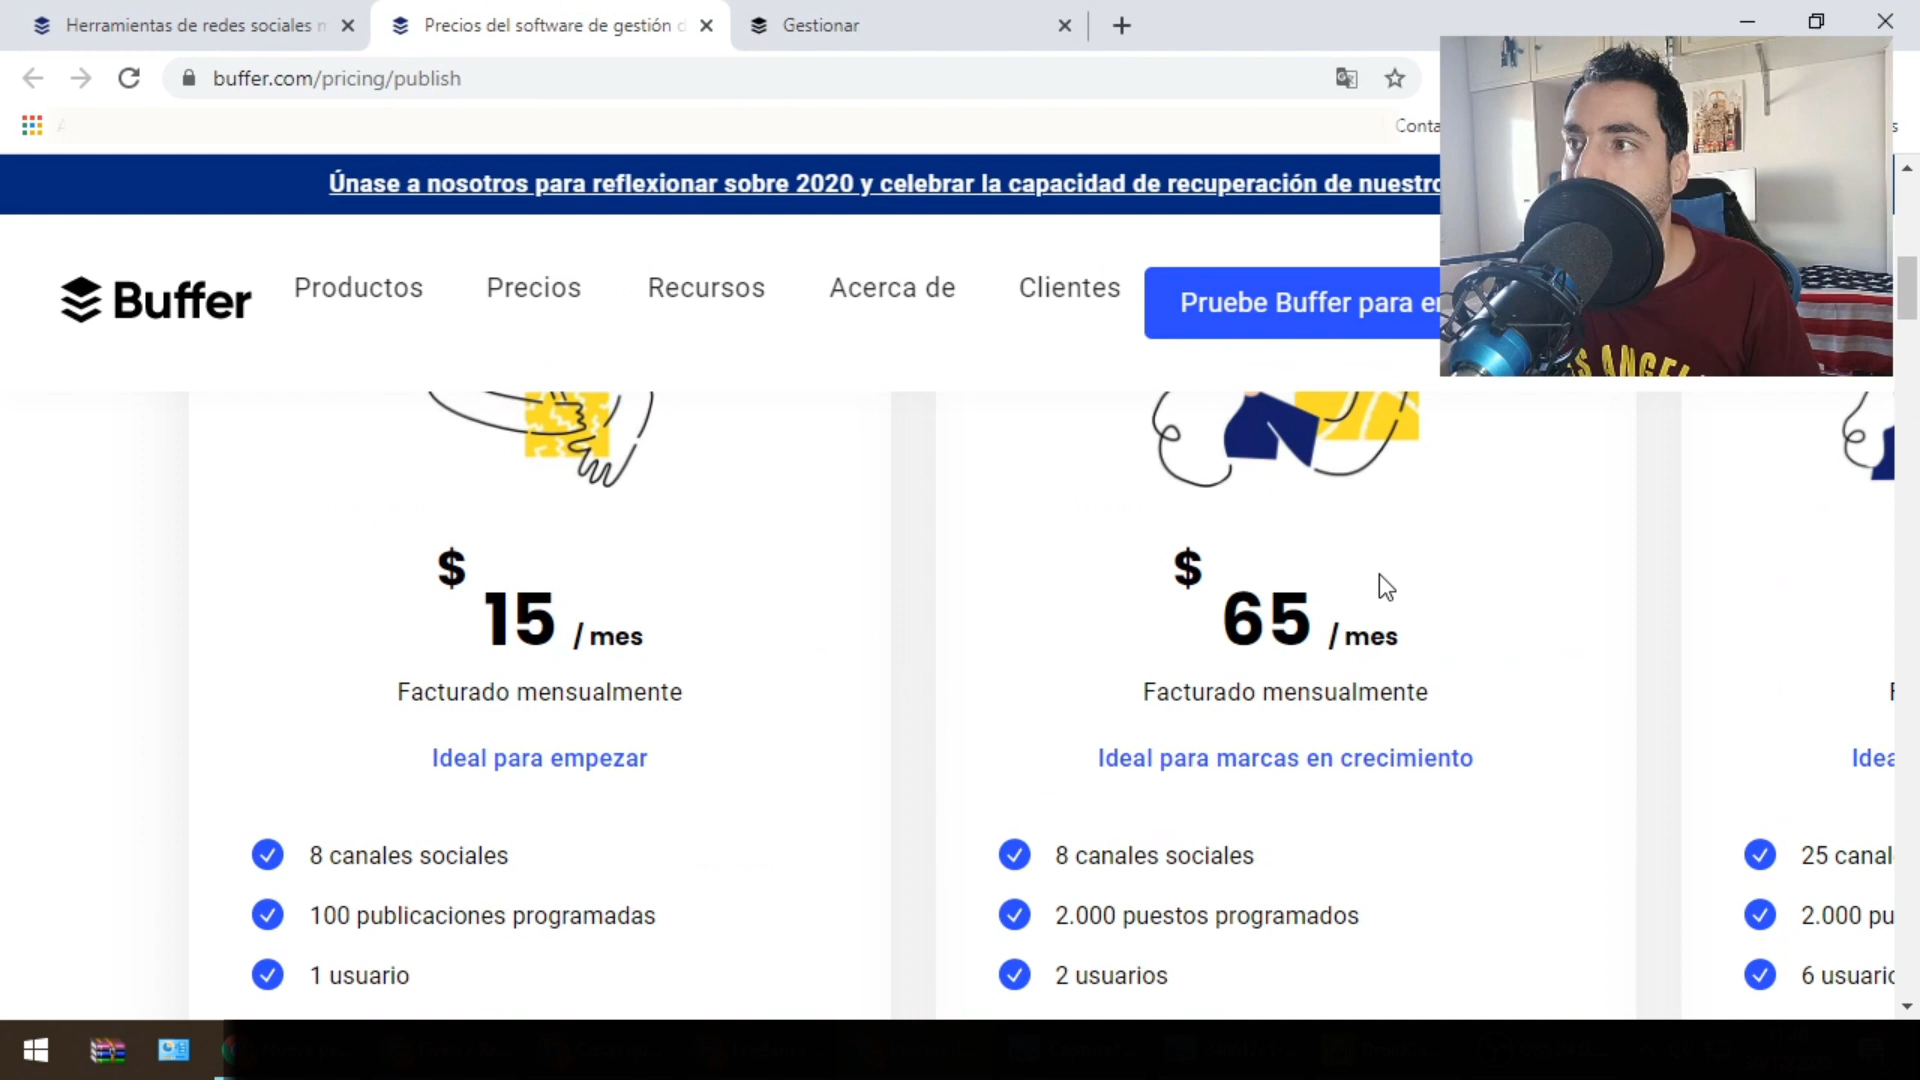 Herramientas de redes sociales n
Precios del software de gestión d
Gestionar
buffer.com/pricing/publish
Conta
s
Únase a nosotros para reflexionar sobre 2020 y celebrar la capacidad de recuperación de nuestro
Buffer
Productos
Precios
Recursos
Acerca de
Clientes
Pruebe Buffer para e
S ANGEL
$ 15 / mes
Facturado mensualmente
Ideal para empezar
8 canales sociales
100 publicaciones programadas
1 usuario
$ 65 / mes
Facturado mensualmente
Ideal para marcas en crecimiento
8 canales sociales
2.000 puestos programados
2 usuarios
F
Idea
25 canal
2.000 pu
6 usuario